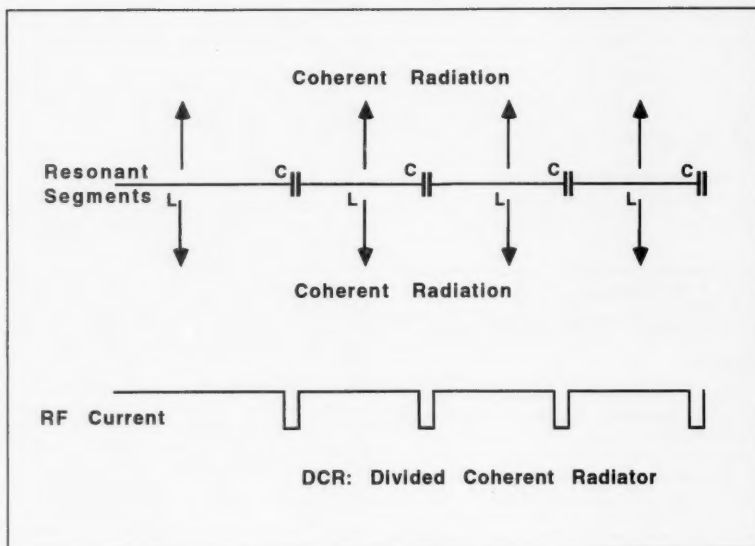 Coherent Radiation
Resonant
Segments
C C C C
L L L L
Coherent Radiation
RF Current
DCR: Divided Coherent Radiator